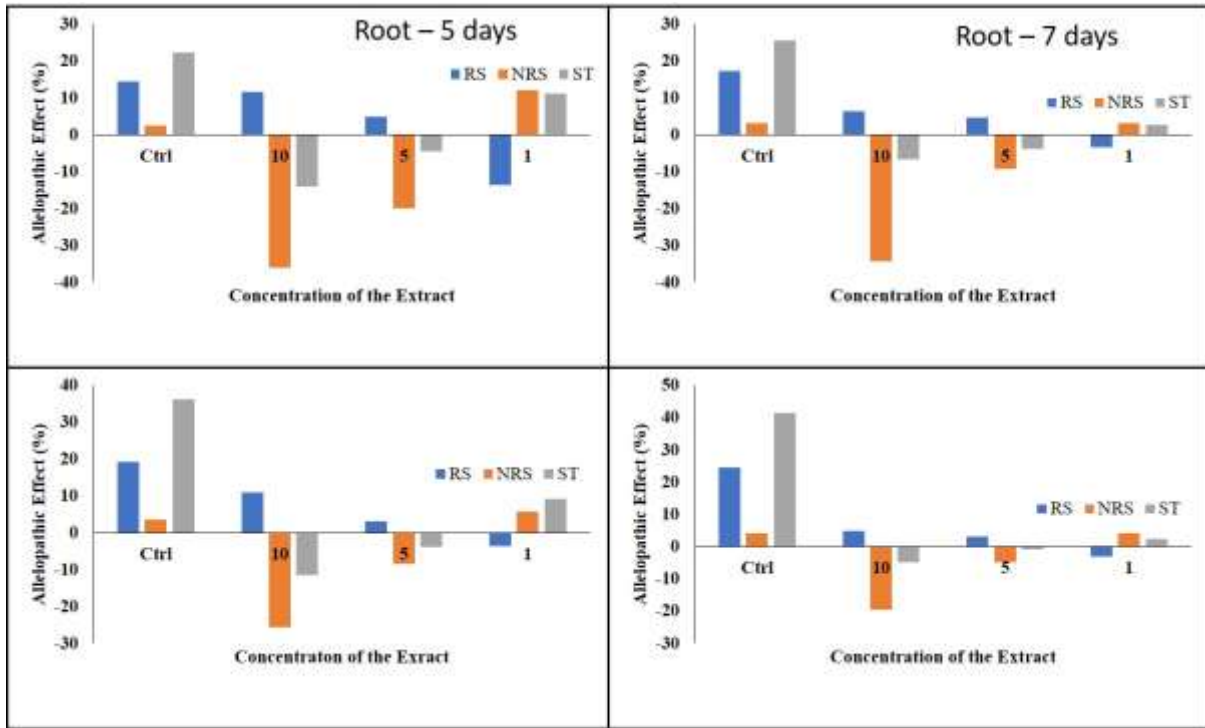 Root – 5 days
RS NRS ST
Allelopathic Effect (%)
30
20
10
0
-10
-20
-30
-40
Ctrl 10 5 1
Concentration of the Extract
Root – 7 days
RS NRS ST
Allelopathic Effect (%)
30
20
10
0
-10
-20
-30
-40
Ctrl 10 5 1
Concentration of the Extract
RS NRS ST
Allelopathic Effect (%)
40
30
20
10
0
-10
-20
-30
Ctrl 10 5 1
Concentraton of the Exract
RS NRS ST
Allelopathic Effect (%)
50
40
30
20
10
0
-10
-20
-30
Ctrl 10 5 1
Concentration of the Extract